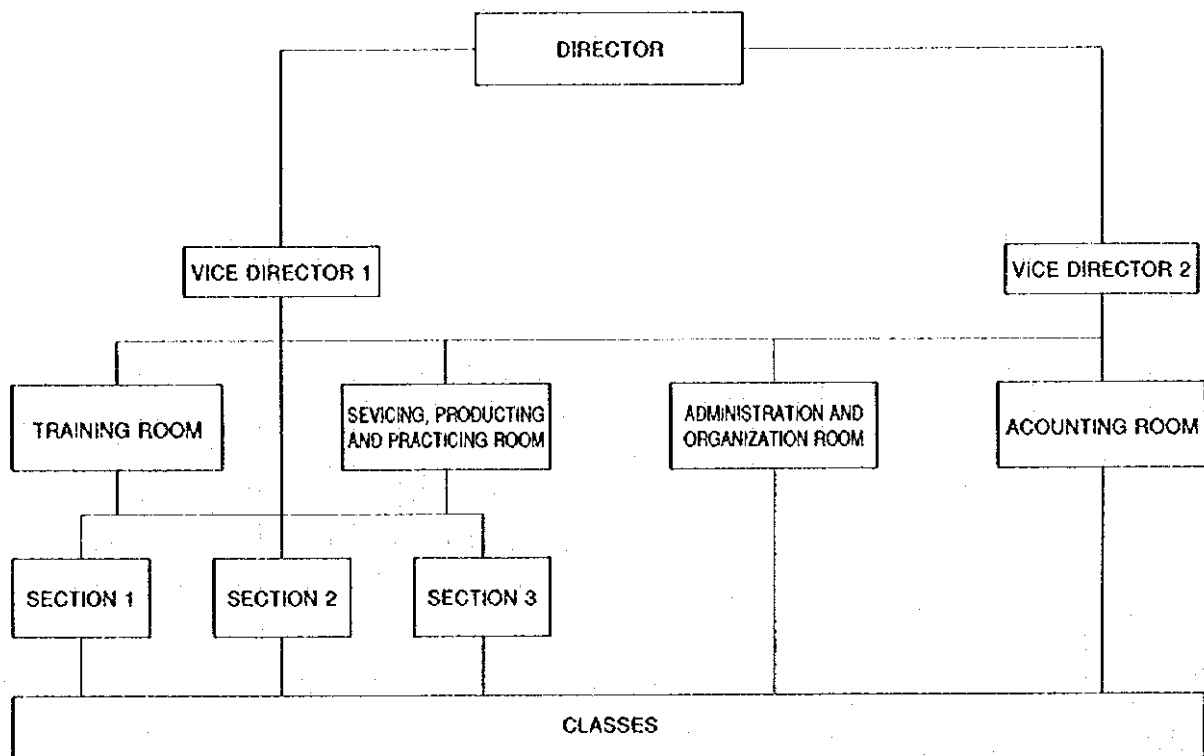 DIRECTOR
VICE DIRECTOR 1
VICE DIRECTOR 2
TRAINING ROOM
SEVICING, PRODUCTING
AND PRACTICING ROOM
ADMINISTRATION AND
ORGANIZATION ROOM
ACOUNTING ROOM
SECTION 1
SECTION 2
SECTION 3
CLASSES